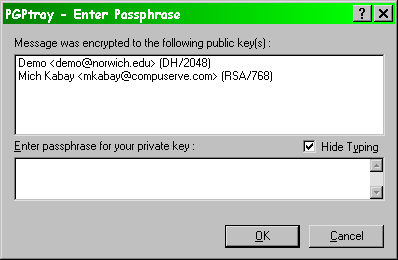 PGPtray - Enter Passphrase
Message was encrypted to the following public key(s) :
Demo <demo@norwich.edu> (DH/2048)
Mich Kabay <mkabay@compuserve.com> (RSA/768)
Enter passphrase for your private key :
Hide Typing
OK
Cancel